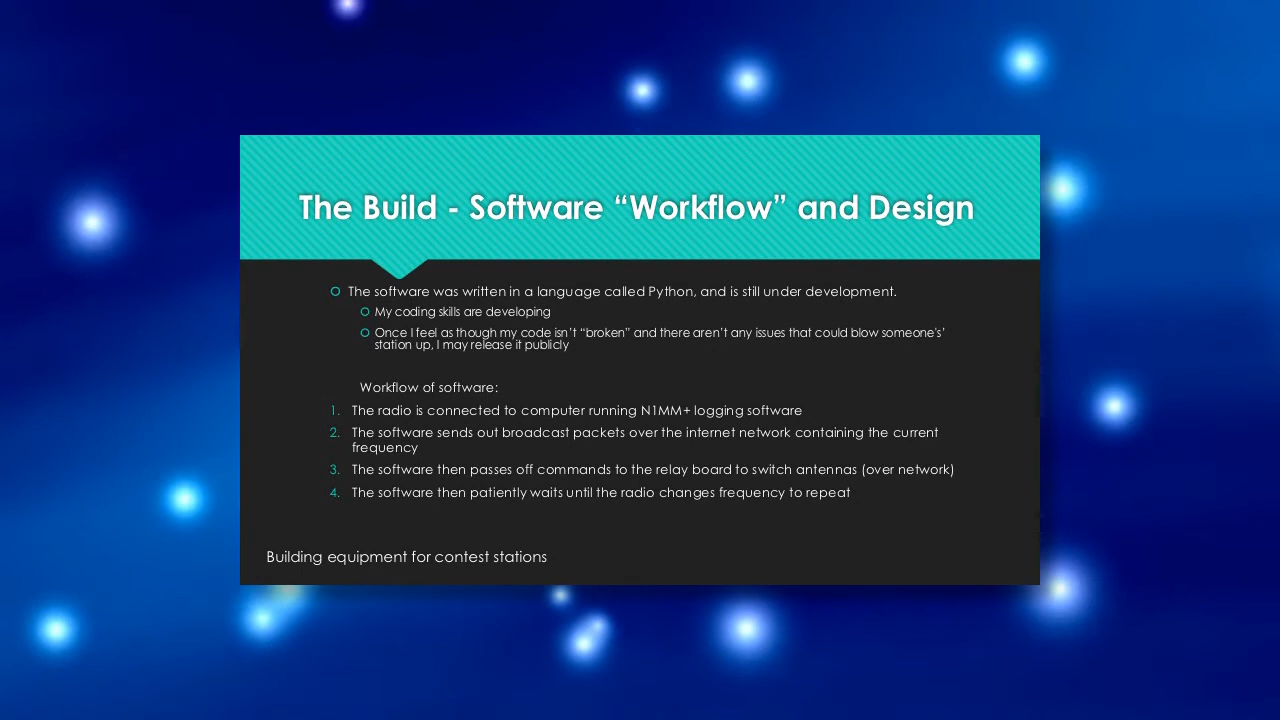 The Build - Software “Workflow” and Design
The software was written in a language called Python, and is still under development.
My coding skills are developing
Once I feel as though my code isn’t “broken” and there aren’t any issues that could blow someone's’
station up, I may release it publicly
Workflow of software:
1. The radio is connected to computer running N1MM+ logging software
2. The software sends out broadcast packets over the internet network containing the current
frequency
3. The software then passes off commands to the relay board to switch antennas (over network)
4. The software then patiently waits until the radio changes frequency to repeat
Building equipment for contest stations